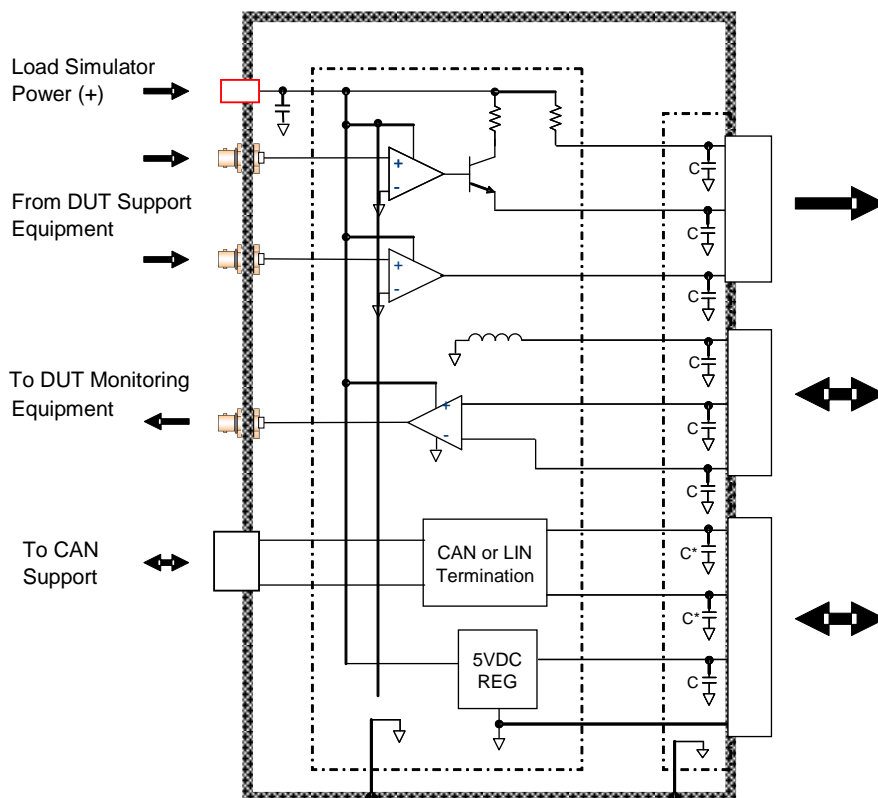 Load Simulator
Power (+)
From DUT Support
Equipment
To DUT Monitoring
Equipment
To CAN
Support
+
-
+
-
+
-
CAN or LIN
Termination
5VDC
REG
C
C
C
C
C
C
C*
C*
C